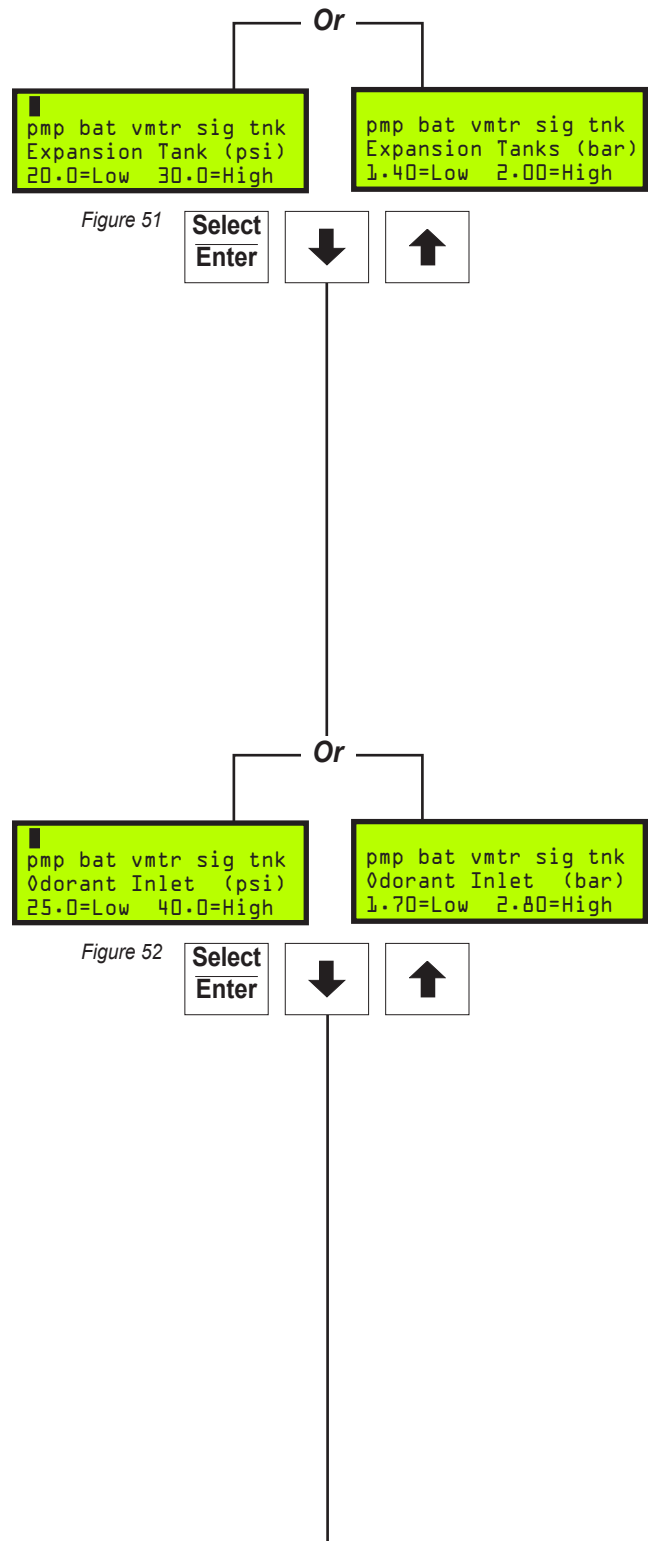 Or
pmp bat vmtr sig tnk
Expansion Tank (psi)
20.0=Low 30.0=High
pmp bat vmtr sig tnk
Expansion Tanks (bar)
1.40=Low 2.00=High
Figure 51
Select
Enter
Or
pmp bat vmtr sig tnk
Odorant Inlet (psi)
25.0=Low 40.0=High
pmp bat vmtr sig tnk
Odorant Inlet (bar)
1.70=Low 2.80=High
Figure 52
Select
Enter